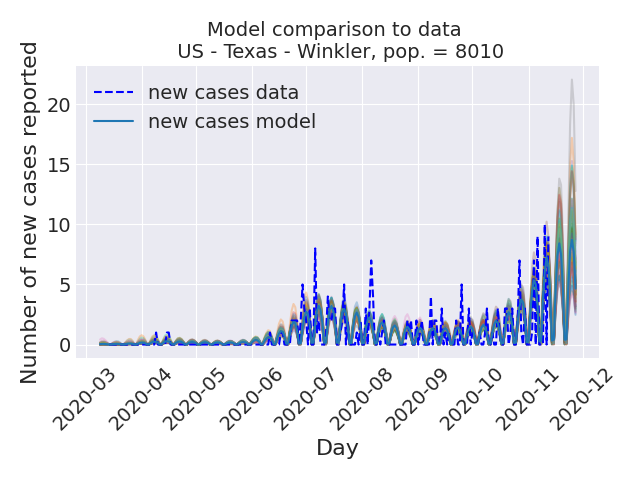 Model comparison to data
US - Texas - Winkler, pop. = 8010
Number of new cases reported
20
15
10
5
0
new cases data
new cases model
2020-03
2020-04
2020-05
2020-06
2020-07
2020-08
2020-09
2020-10
2020-11
2020-12
Day